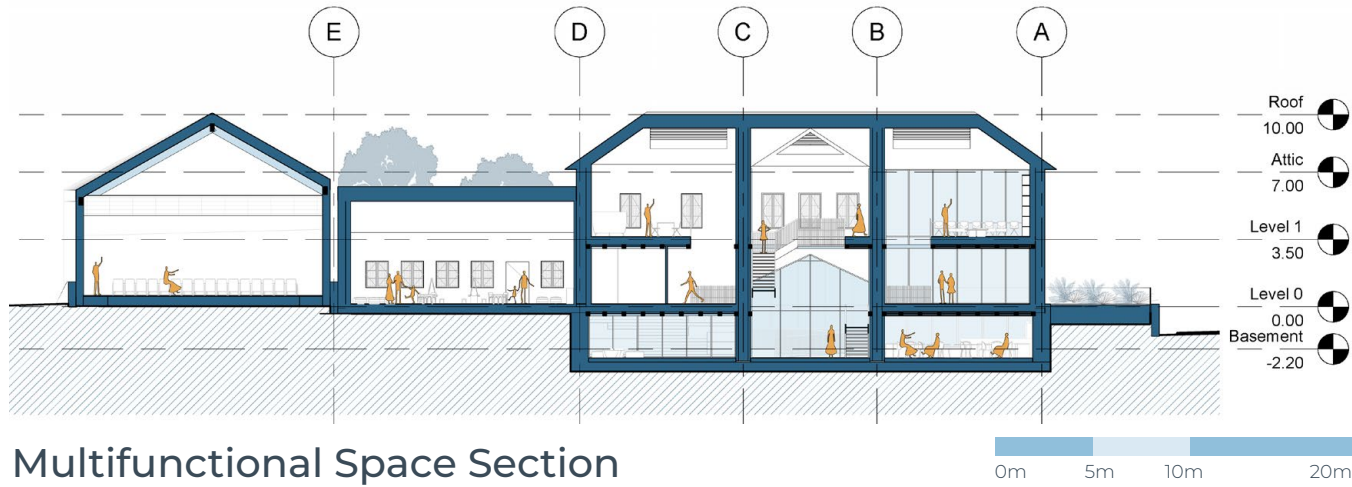 E D C B A
Roof
10.00
Attic
7.00
Level 1
3.50
Level 0
0.00
Basement
-2.20
Multifunctional Space Section
0m 5m 10m 20m